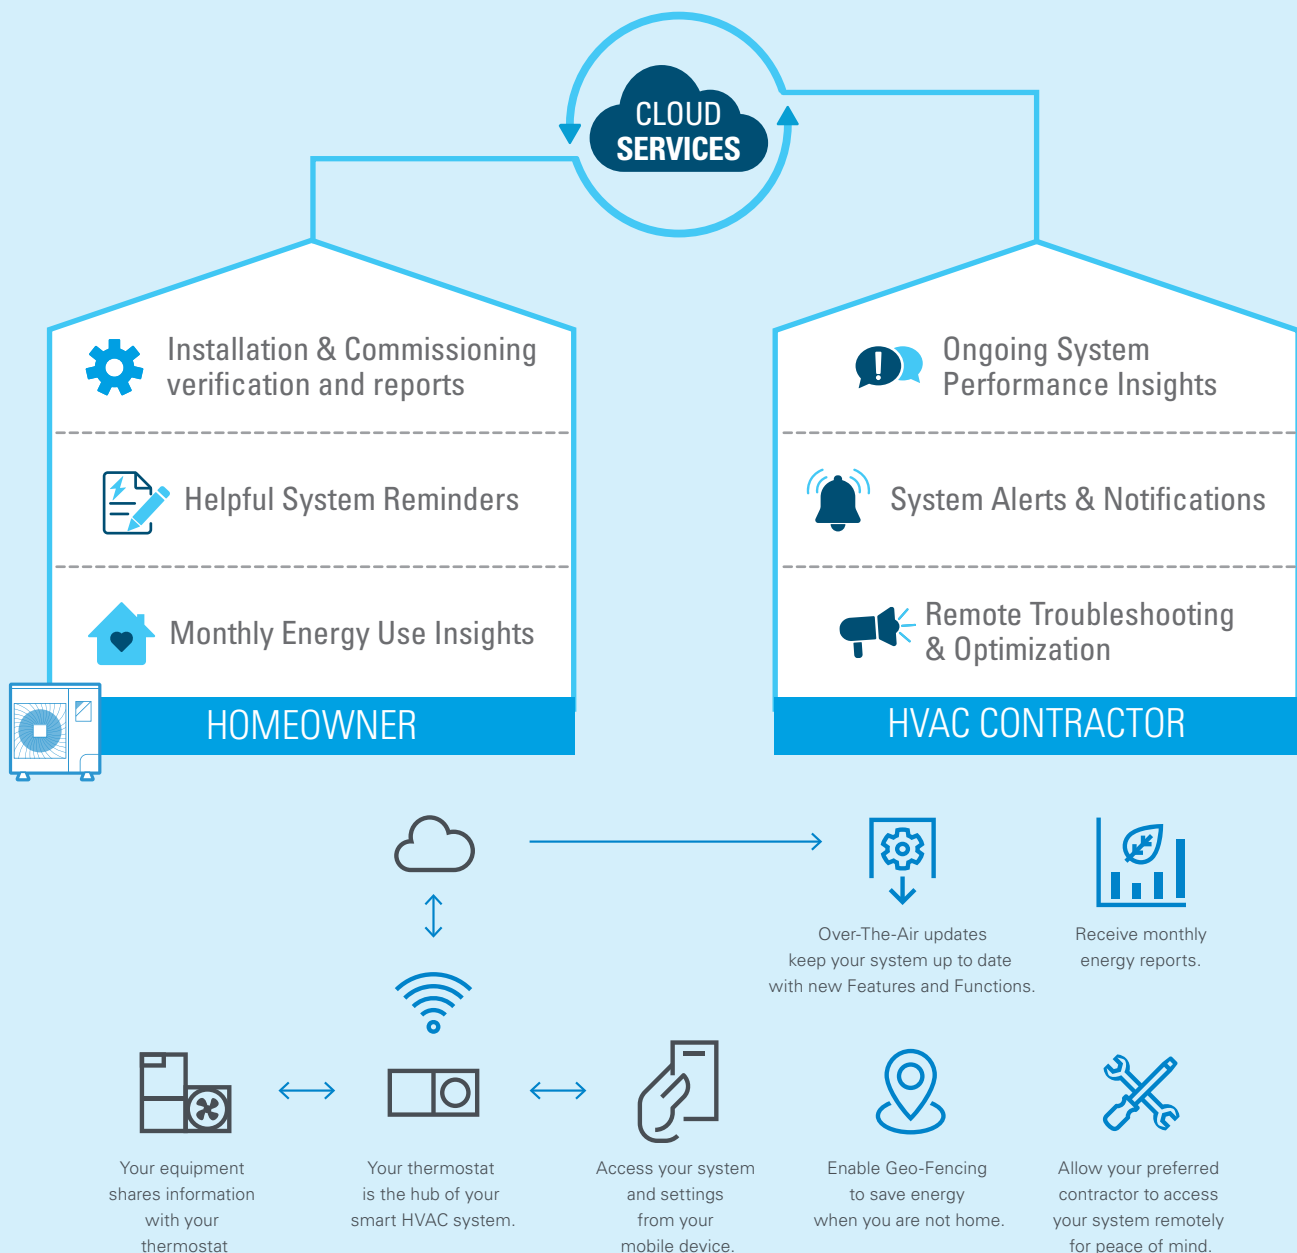 CLOUD
SERVICES
Installation & Commissioning
verification and reports
Helpful System Reminders
Monthly Energy Use Insights
HOMEOWNER
Ongoing System
Performance Insights
System Alerts & Notifications
Remote Troubleshooting
& Optimization
HVAC CONTRACTOR
Over-The-Air updates
keep your system up to date
with new Features and Functions.
Receive monthly
energy reports.
Your equipment
shares information
with your
thermostat
Your thermostat
is the hub of your
smart HVAC system.
Access your system
and settings
from your
mobile device.
Enable Geo-Fencing
to save energy
when you are not home.
Allow your preferred
contractor to access
your system remotely
for peace of mind.